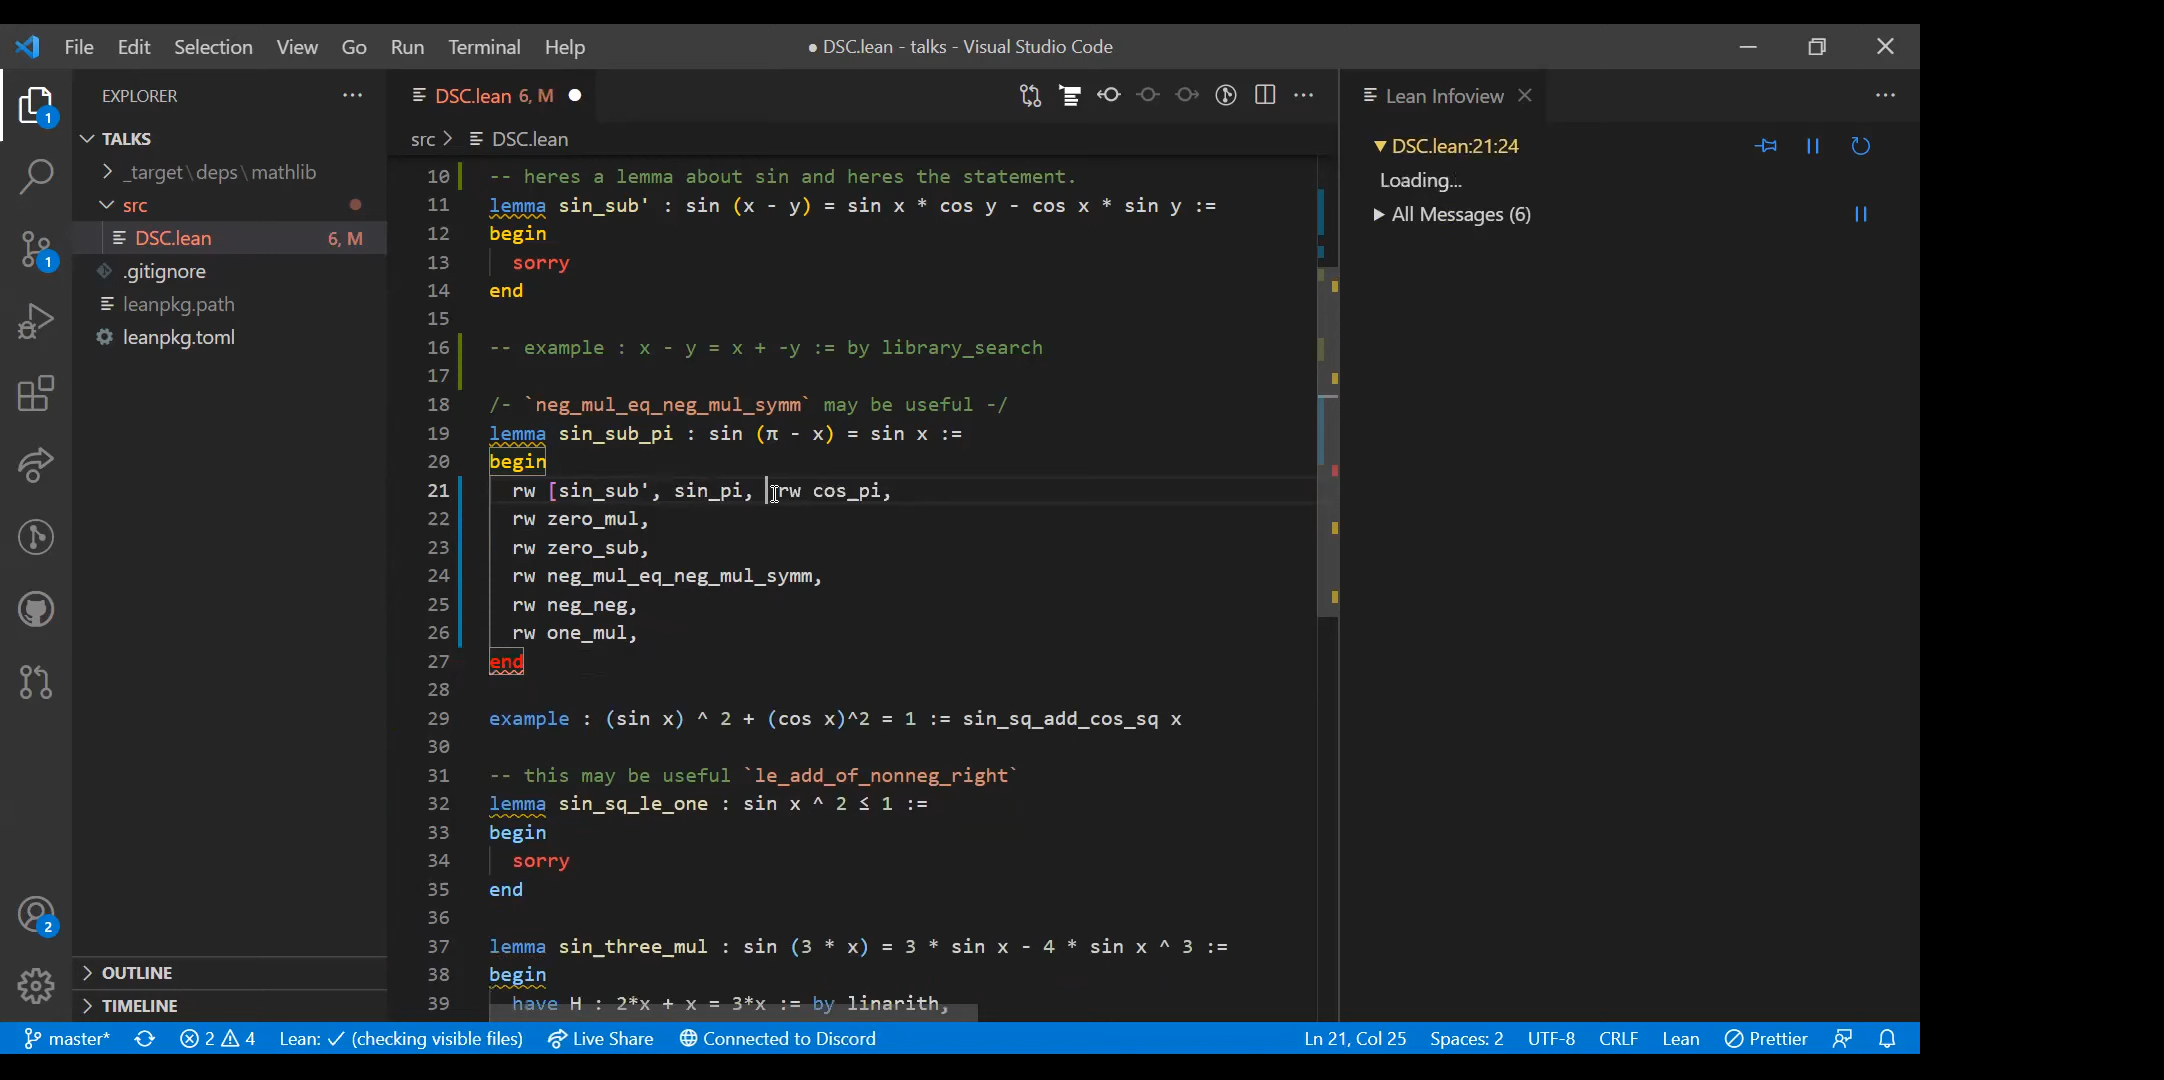 File Edit Selection View Go Run Terminal Help
● DSC.lean - talks - Visual Studio Code
EXPLORER
TALKS
_target\deps\mathlib
src
DSC.lean 6, M
.gitignore
leanpkg.path
leanpkg.toml
OUTLINE
TIMELINE
1
1
2
DSC.lean 6, M
src > DSC.lean
10 -- heres a lemma about sin and heres the statement.
11 lemma sin_sub' : sin (x - y) = sin x * cos y - cos x * sin y :=
12 begin
13 sorry
14 end
15
16 -- example : x - y = x + -y := by library_search
17
18 /- `neg_mul_eq_neg_mul_symm` may be useful -/
19 lemma sin_sub_pi : sin (π - x) = sin x :=
20 begin
21 rw [sin_sub', sin_pi, rw cos_pi,
22 rw zero_mul,
23 rw zero_sub,
24 rw neg_mul_eq_neg_mul_symm,
25 rw neg_neg,
26 rw one_mul,
27 end
28
29 example : (sin x) ^ 2 + (cos x)^2 = 1 := sin_sq_add_cos_sq x
30
31 -- this may be useful `le_add_of_nonneg_right`
32 lemma sin_sq_le_one : sin x ^ 2 ≤ 1 :=
33 begin
34 sorry
35 end
36
37 lemma sin_three_mul : sin (3 * x) = 3 * sin x - 4 * sin x ^ 3 :=
38 begin
39 have H : 2*x + x = 3*x := by linarith,
Lean Infoview
DSC.lean:21:24
Loading...
All Messages (6)
master* 2 4 Lean: ✓ (checking visible files) Live Share Connected to Discord Ln 21, Col 25 Spaces: 2 UTF-8 CRLF Lean Prettier